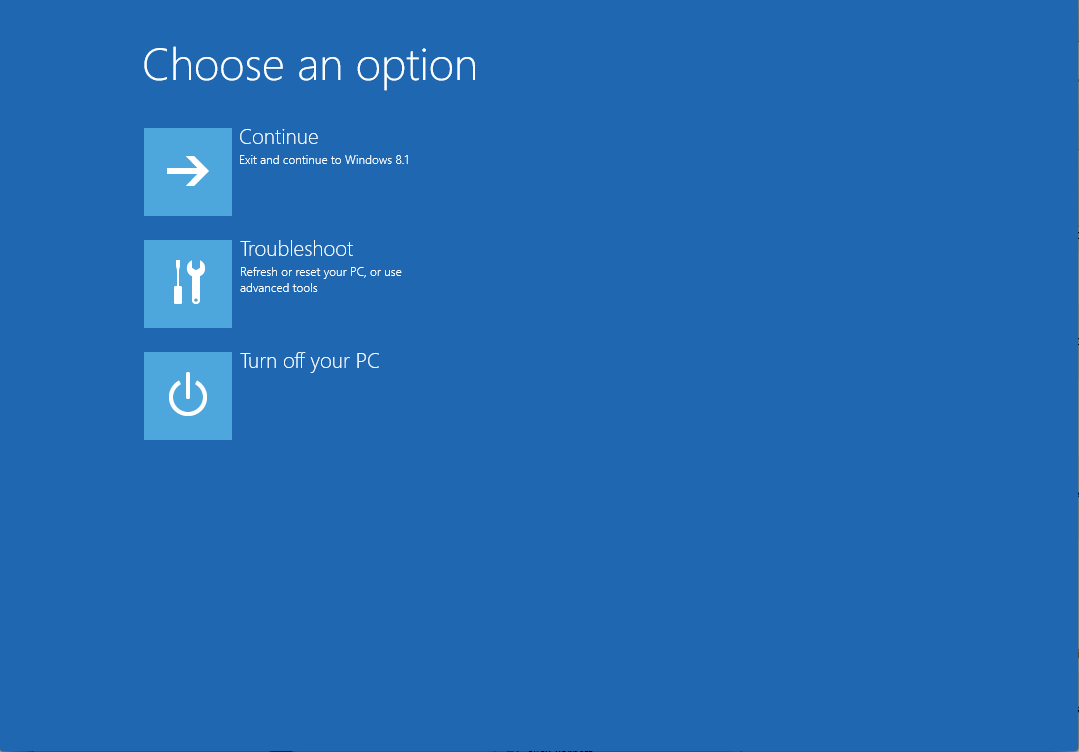 Choose an option
Continue
Exit and continue to Windows 8.1
Troubleshoot
Refresh or reset your PC, or use
advanced tools
Turn off your PC